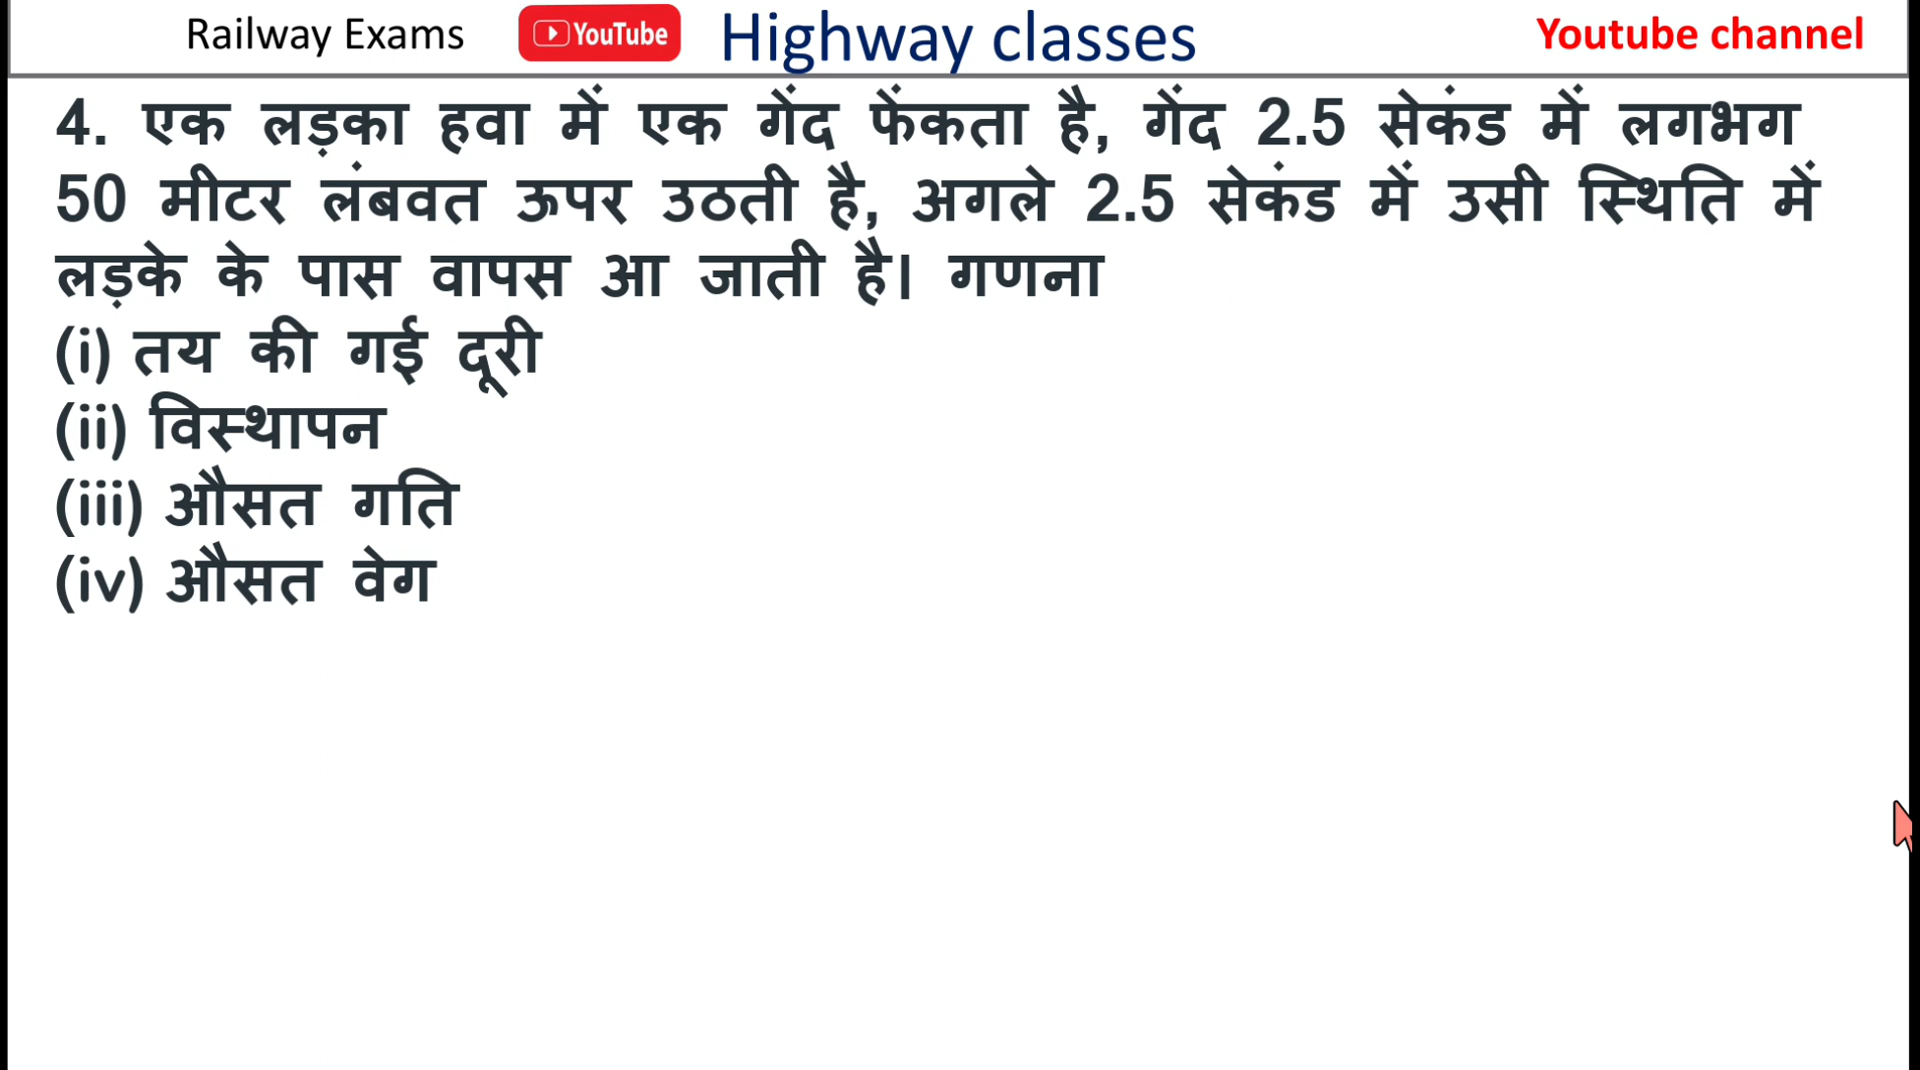 Railway Exams YouTube Highway classes Youtube channel
4. एक लड़का हवा में एक गेंद फेंकता है, गेंद 2.5 सेकंड में लगभग
50 मीटर लंबवत ऊपर उठती है, अगले 2.5 सेकंड में उसी स्थिति में
लड़के के पास वापस आ जाती है। गणना
(i) तय की गई दूरी
(ii) विस्थापन
(iii) औसत गति
(iv) औसत वेग